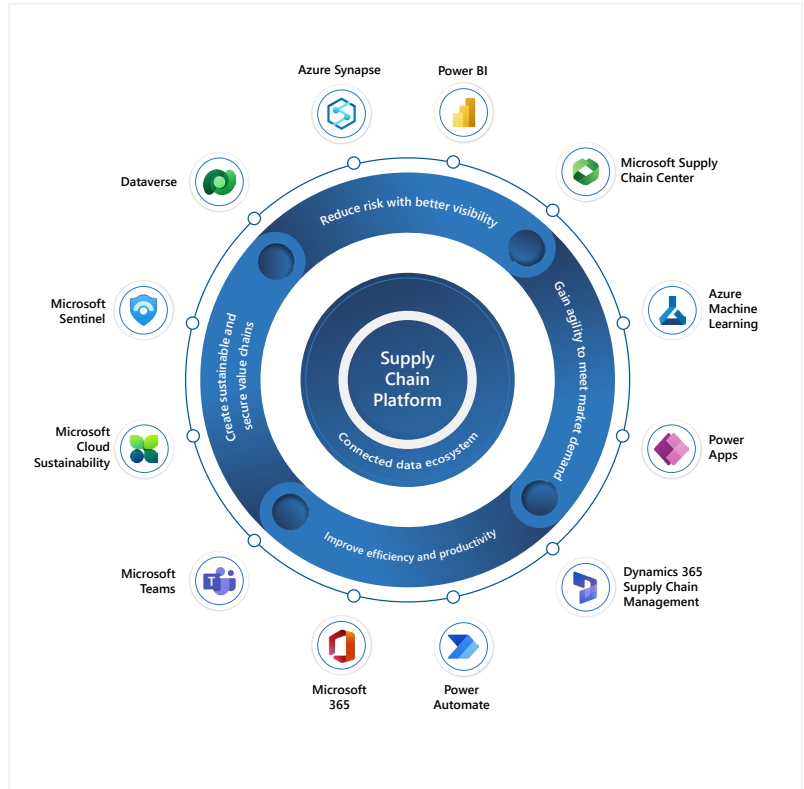 Azure Synapse
Power BI
Dataverse
Microsoft Supply
Chain Center
Reduce risk with better visibility
Microsoft
Sentinel
Azure
Machine
Learning
Create sustainable and
secure value chains
Gain agility to meet market demand
Supply
Chain
Platform
Connected data ecosystem
Microsoft
Cloud
Sustainability
Power
Apps
Improve efficiency and productivity
Microsoft
Teams
T
Dynamics 365
Supply Chain
Management
Microsoft
365
Power
Automate